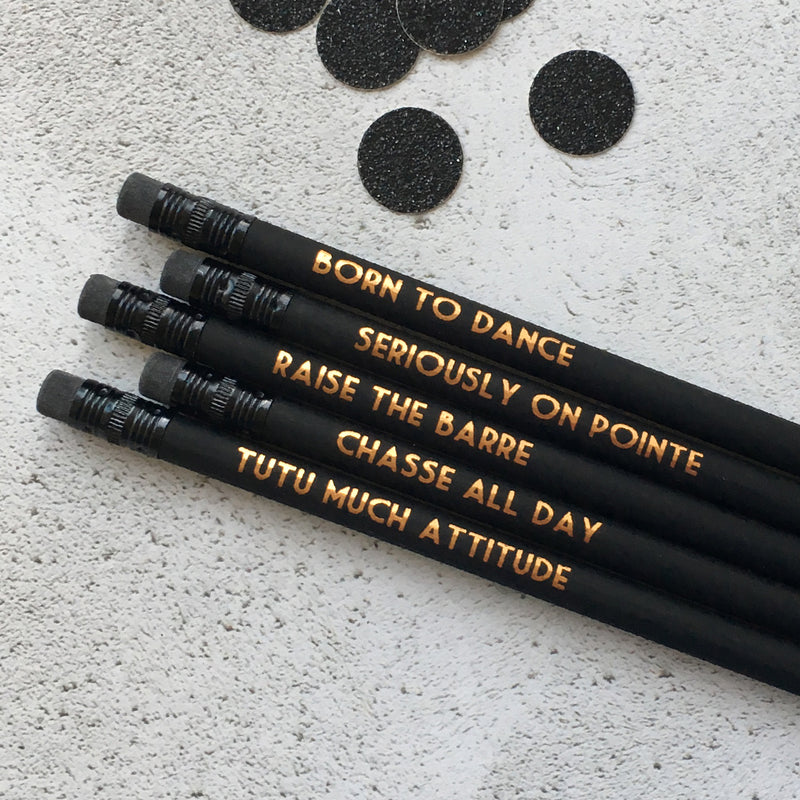 BORN TO DANCE
SERIOUSLY ON POINTE
RAISE THE BARRE
CHASSE ALL DAY
TUTU MUCH ATTITUDE